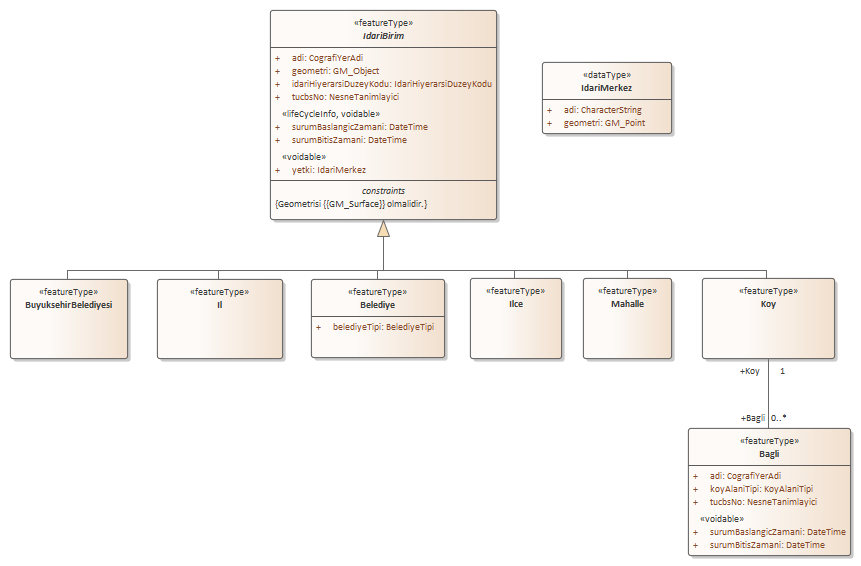 «featureType»
IdariBirim
+ adi: CografiYerAdi
+ geometri: GM_Object
+ idariHiyerarsiDuzeyKodu: IdariHiyerarsiDuzeyKodu
+ tucbsNo: NesneTanimlayici
«lifeCycleInfo, voidable»
+ surumBaslangicZamani: DateTime
+ surumBitisZamani: DateTime
«voidable»
+ yetki: IdariMerkez
constraints
{Geometrisi {{GM_Surface}} olmalidir.}
«dataType»
IdariMerkez
+ adi: CharacterString
+ geometri: GM_Point
«featureType»
BuyuksehirBelediyesi
«featureType»
Il
«featureType»
Belediye
+ belediyeTipi: BelediyeTipi
«featureType»
Ilce
«featureType»
Mahalle
«featureType»
Koy
+Koy 1
+Bagli 0..*
«featureType»
Bagli
+ adi: CografiYerAdi
+ koyAlaniTipi: KoyAlaniTipi
+ tucbsNo: NesneTanimlayici
«voidable»
+ surumBaslangicZamani: DateTime
+ surumBitisZamani: DateTime